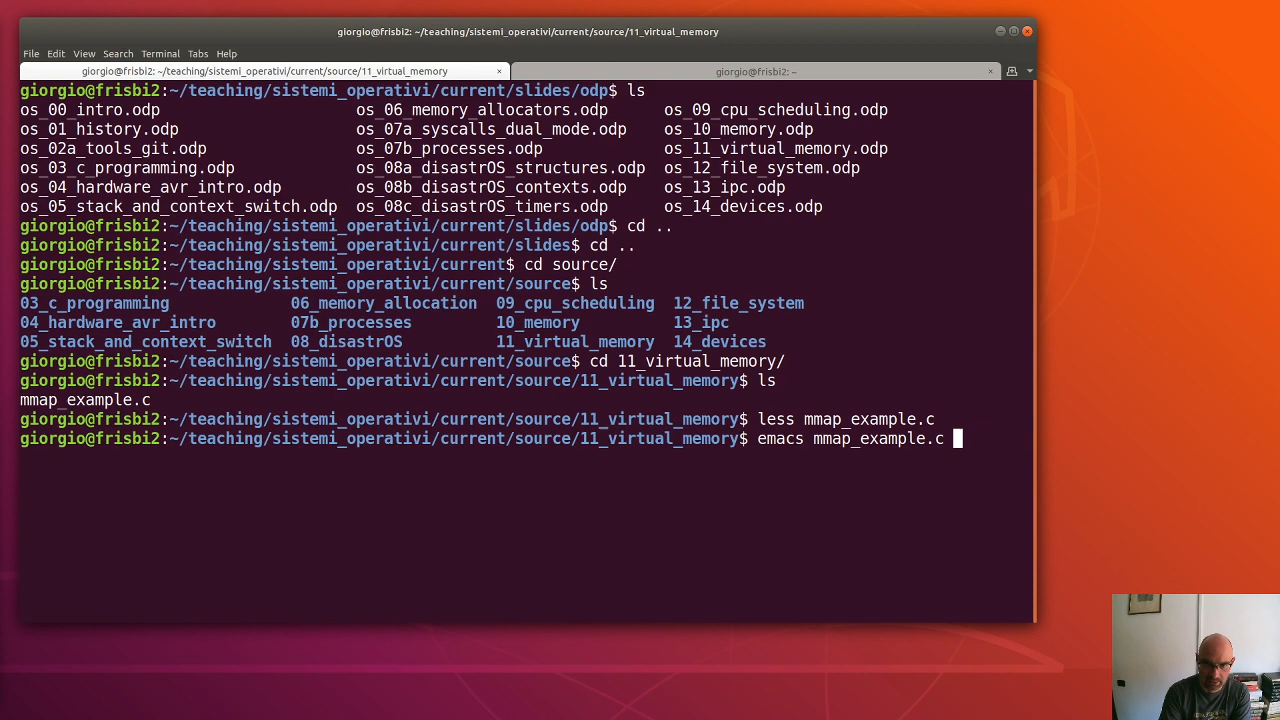 giorgio@frisbi2: ~/teaching/sistemi_operativi/current/source/11_virtual_memory
File Edit View Search Terminal Tabs Help
giorgio@frisbi2: ~/teaching/sistemi_operativi/current/source/11_virtual_memory × giorgio@frisbi2: ~ ×
giorgio@frisbi2:~/teaching/sistemi_operativi/current/slides/odp$ ls
os_00_intro.odp os_06_memory_allocators.odp os_09_cpu_scheduling.odp
os_01_history.odp os_07a_syscalls_dual_mode.odp os_10_memory.odp
os_02a_tools_git.odp os_07b_processes.odp os_11_virtual_memory.odp
os_03_c_programming.odp os_08a_disastrOS_structures.odp os_12_file_system.odp
os_04_hardware_avr_intro.odp os_08b_disastrOS_contexts.odp os_13_ipc.odp
os_05_stack_and_context_switch.odp os_08c_disastrOS_timers.odp os_14_devices.odp
giorgio@frisbi2:~/teaching/sistemi_operativi/current/slides/odp$ cd ..
giorgio@frisbi2:~/teaching/sistemi_operativi/current/slides$ cd ..
giorgio@frisbi2:~/teaching/sistemi_operativi/current$ cd source/
giorgio@frisbi2:~/teaching/sistemi_operativi/current/source$ ls
03_c_programming 06_memory_allocation 09_cpu_scheduling 12_file_system
04_hardware_avr_intro 07b_processes 10_memory 13_ipc
05_stack_and_context_switch 08_disastrOS 11_virtual_memory 14_devices
giorgio@frisbi2:~/teaching/sistemi_operativi/current/source$ cd 11_virtual_memory/
giorgio@frisbi2:~/teaching/sistemi_operativi/current/source/11_virtual_memory$ ls
mmap_example.c
giorgio@frisbi2:~/teaching/sistemi_operativi/current/source/11_virtual_memory$ less mmap_example.c
giorgio@frisbi2:~/teaching/sistemi_operativi/current/source/11_virtual_memory$ emacs mmap_example.c